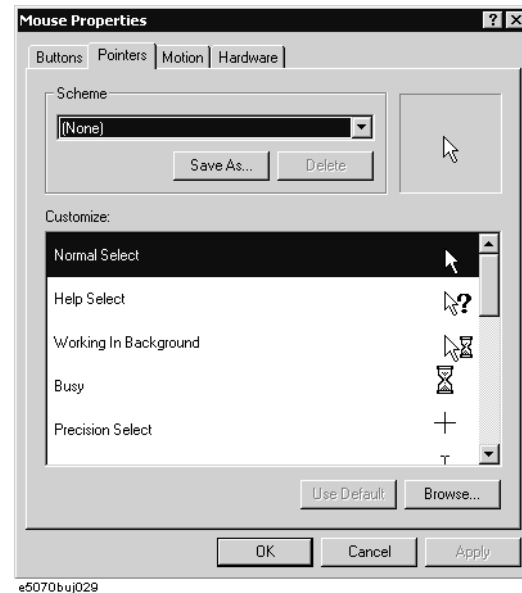 Mouse Properties
Buttons Pointers Motion Hardware
Scheme
(None)
Save As... Delete
Customize:
Normal Select
Help Select
Working In Background
Busy
Precision Select
Use Default Browse...
OK Cancel Apply
e5070buj029